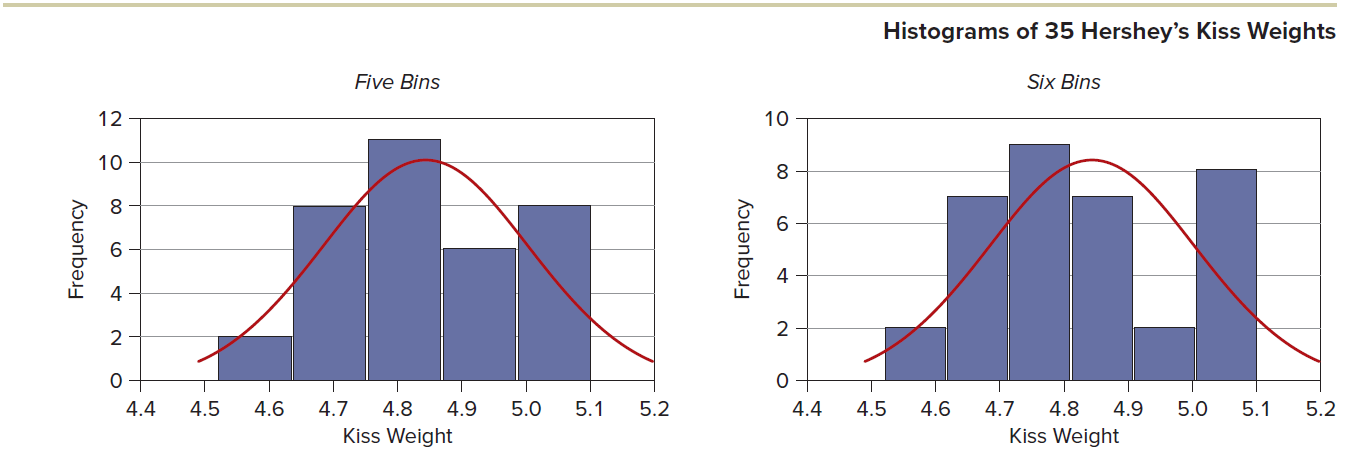 Histograms of 35 Hershey’s Kiss Weights
Five Bins
12
10
8
6
4
2
0
Frequency
4.4 4.5 4.6 4.7 4.8 4.9 5.0 5.1 5.2
Kiss Weight
Six Bins
10
8
6
4
2
0
Frequency
4.4 4.5 4.6 4.7 4.8 4.9 5.0 5.1 5.2
Kiss Weight